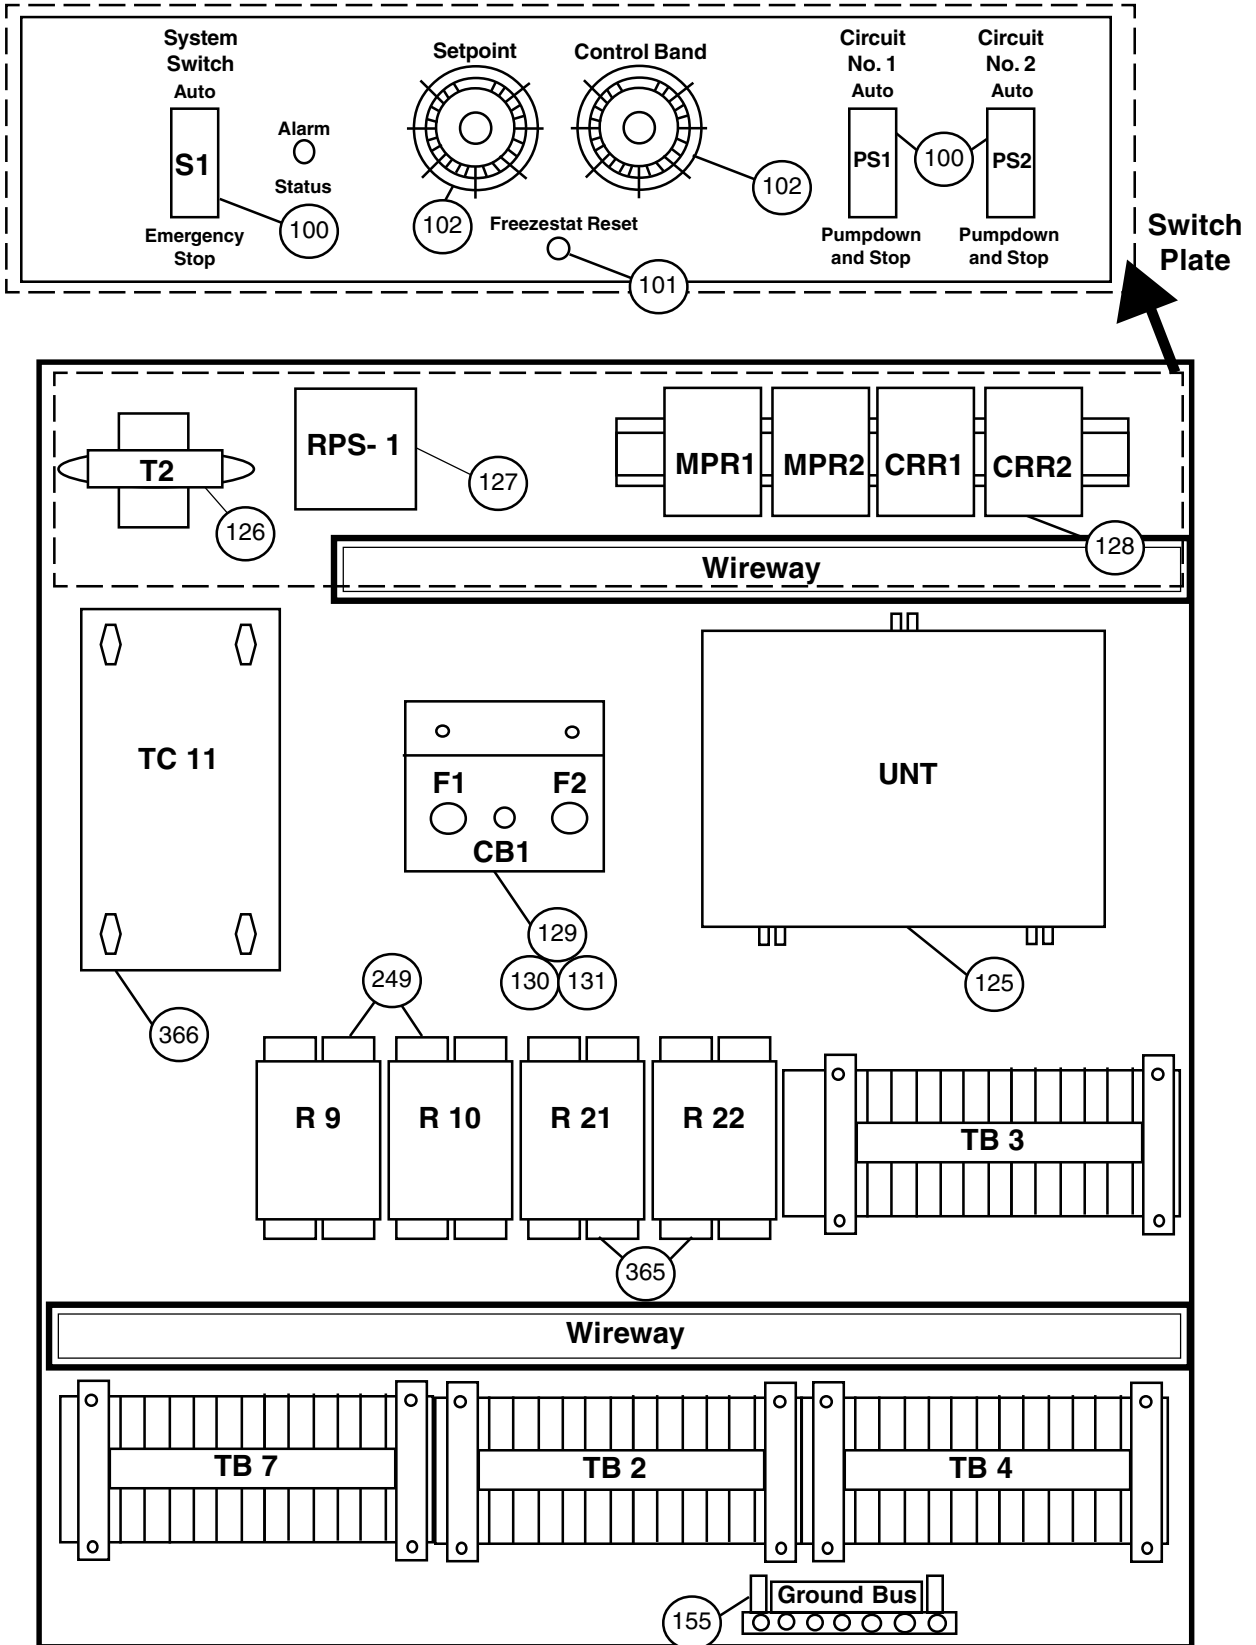 System
Switch
Auto
S1
Emergency
Stop
Alarm
Status
100
Setpoint
102
Control Band
102
Freezestat Reset
101
Circuit
No. 1
Auto
PS1
Pumpdown
and Stop
100
Circuit
No. 2
Auto
PS2
Pumpdown
and Stop
Switch
Plate
T2
126
RPS- 1
127
MPR1
MPR2
CRR1
CRR2
128
Wireway
TC 11
366
F1
F2
CB1
129
130
131
UNT
125
249
R 9
R 10
R 21
R 22
365
TB 3
Wireway
TB 7
TB 2
TB 4
155
Ground Bus